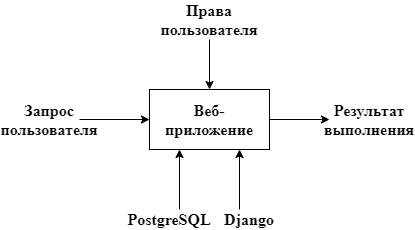 Права
пользователя
Запрос
пользователя
Веб-
приложение
Результат
выполнения
PostgreSQL
Django